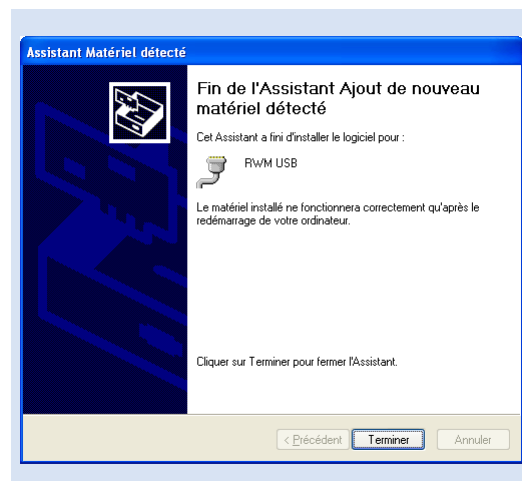 Assistant Matériel détecté
Fin de l'Assistant Ajout de nouveau
matériel détecté
Cet Assistant a fini d'installer le logiciel pour :
RWM USB
Le matériel installé ne fonctionnera correctement qu'après le
redémarrage de votre ordinateur.
Cliquer sur Terminer pour fermer l'Assistant.
< Précédent Terminer Annuler